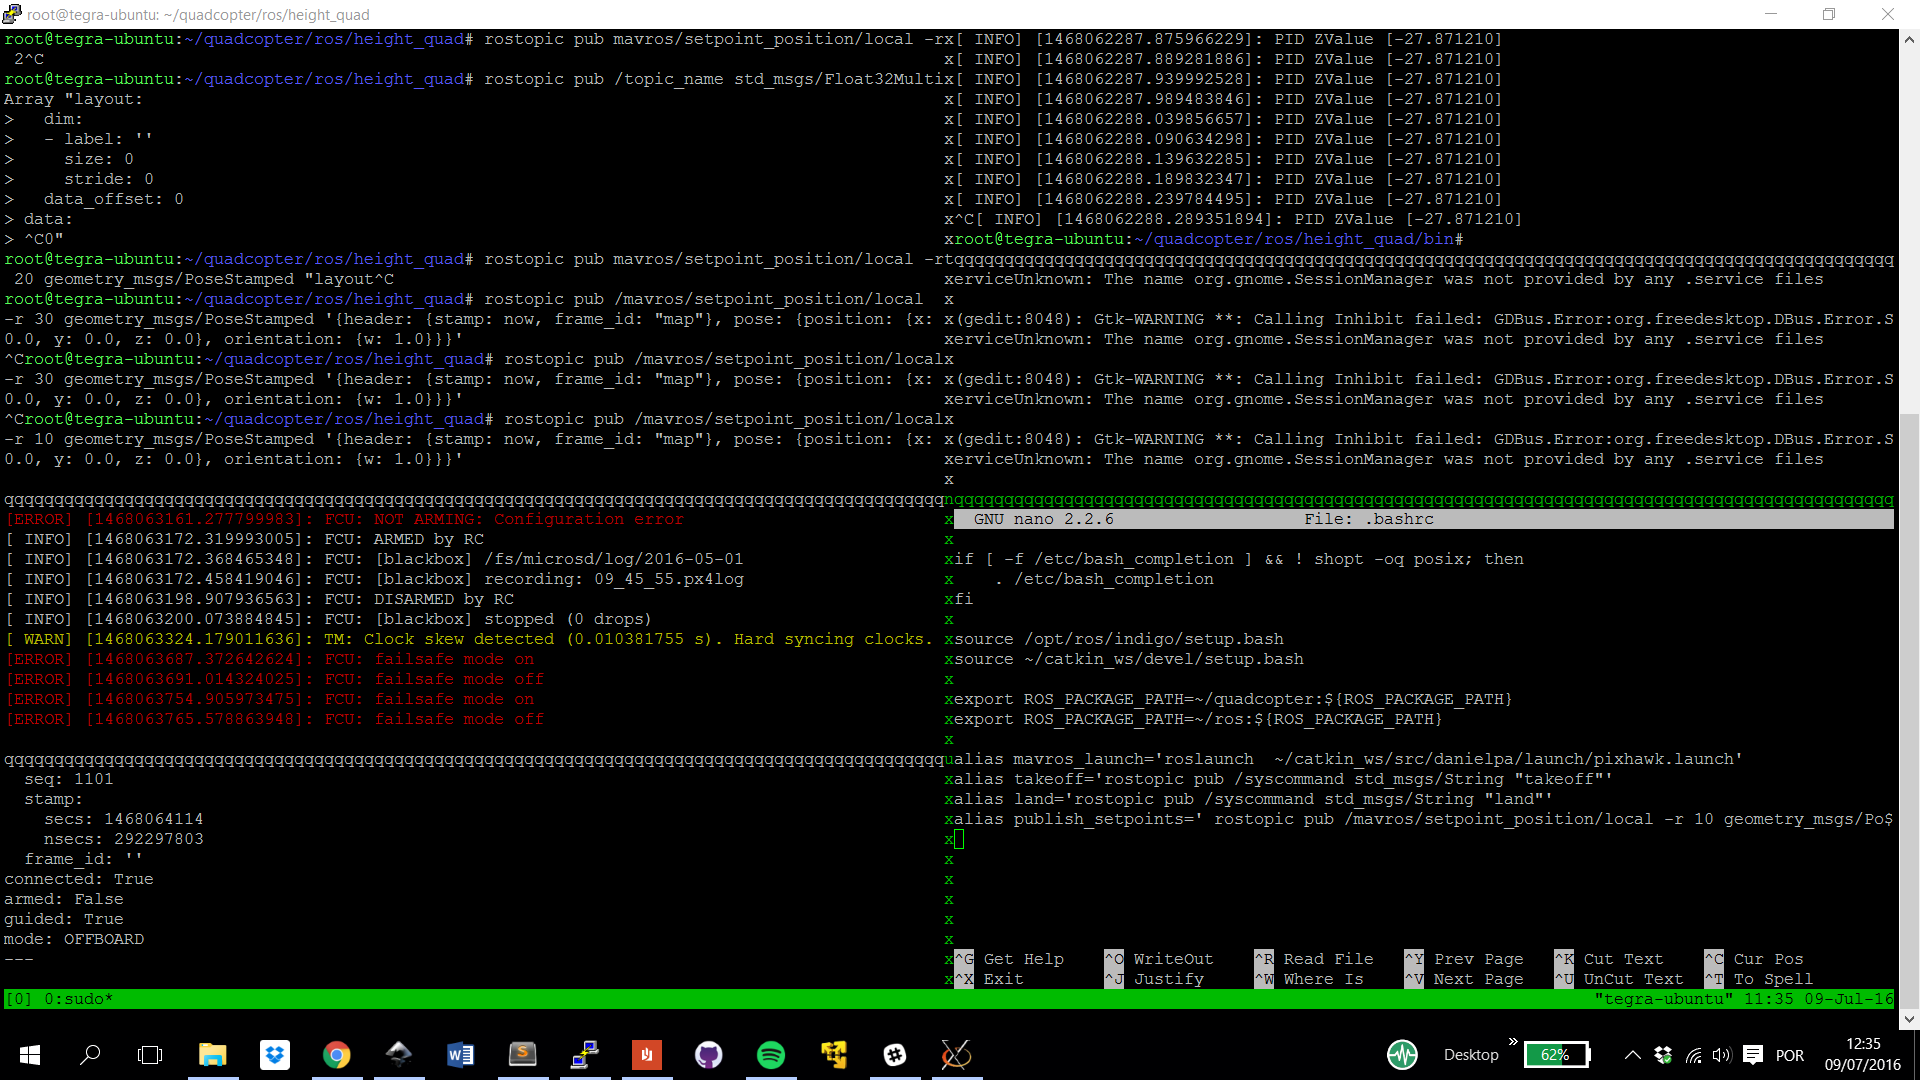 root@tegra-ubuntu: ~/quadcopter/ros/height_quad
root@tegra-ubuntu:~/quadcopter/ros/height_quad# rostopic pub mavros/setpoint_position/local -r
 2^C
root@tegra-ubuntu:~/quadcopter/ros/height_quad# rostopic pub /topic_name std_msgs/Float32Multi
Array "layout:
>   dim:
>   - label: ''
>     size: 0
>     stride: 0
>   data_offset: 0
> data:
> ^C0"
root@tegra-ubuntu:~/quadcopter/ros/height_quad# rostopic pub mavros/setpoint_position/local -r
 20 geometry_msgs/PoseStamped "layout^C
root@tegra-ubuntu:~/quadcopter/ros/height_quad# rostopic pub /mavros/setpoint_position/local
-r 30 geometry_msgs/PoseStamped '{header: {stamp: now, frame_id: "map"}, pose: {position: {x:
0.0, y: 0.0, z: 0.0}, orientation: {w: 1.0}}}'
^Croot@tegra-ubuntu:~/quadcopter/ros/height_quad# rostopic pub /mavros/setpoint_position/local
-r 30 geometry_msgs/PoseStamped '{header: {stamp: now, frame_id: "map"}, pose: {position: {x:
0.0, y: 0.0, z: 0.0}, orientation: {w: 1.0}}}'
^Croot@tegra-ubuntu:~/quadcopter/ros/height_quad# rostopic pub /mavros/setpoint_position/local
-r 10 geometry_msgs/PoseStamped '{header: {stamp: now, frame_id: "map"}, pose: {position: {x:
0.0, y: 0.0, z: 0.0}, orientation: {w: 1.0}}}'
qqqqqqqqqqqqqqqqqqqqqqqqqqqqqqqqqqqqqqqqqqqqqqqqqqqqqqqqqqqqqqqqqqqqqqqqqqqqqqqqqqqqqqqqqqqqqq
[ERROR] [1468063161.277799983]: FCU: NOT ARMING: Configuration error
[ INFO] [1468063172.319993005]: FCU: ARMED by RC
[ INFO] [1468063172.368465348]: FCU: [blackbox] /fs/microsd/log/2016-05-01
[ INFO] [1468063172.458419046]: FCU: [blackbox] recording: 09_45_55.px4log
[ INFO] [1468063198.907936563]: FCU: DISARMED by RC
[ INFO] [1468063200.073884845]: FCU: [blackbox] stopped (0 drops)
[ WARN] [1468063324.179011636]: TM: Clock skew detected (0.010381755 s). Hard syncing clocks.
[ERROR] [1468063687.372642624]: FCU: failsafe mode on
[ERROR] [1468063691.014324025]: FCU: failsafe mode off
[ERROR] [1468063754.905973475]: FCU: failsafe mode on
[ERROR] [1468063765.578863948]: FCU: failsafe mode off
qqqqqqqqqqqqqqqqqqqqqqqqqqqqqqqqqqqqqqqqqqqqqqqqqqqqqqqqqqqqqqqqqqqqqqqqqqqqqqqqqqqqqqqqqqqqqq
  seq: 1101
  stamp:
    secs: 1468064114
    nsecs: 292297803
  frame_id: ''
connected: True
armed: False
guided: True
mode: OFFBOARD
---
x[ INFO] [1468062287.875966229]: PID ZValue [-27.871210]
x[ INFO] [1468062287.889281886]: PID ZValue [-27.871210]
x[ INFO] [1468062287.939992528]: PID ZValue [-27.871210]
x[ INFO] [1468062287.989483846]: PID ZValue [-27.871210]
x[ INFO] [1468062288.039856657]: PID ZValue [-27.871210]
x[ INFO] [1468062288.090634298]: PID ZValue [-27.871210]
x[ INFO] [1468062288.139632285]: PID ZValue [-27.871210]
x[ INFO] [1468062288.189832347]: PID ZValue [-27.871210]
x[ INFO] [1468062288.239784495]: PID ZValue [-27.871210]
x^C[ INFO] [1468062288.289351894]: PID ZValue [-27.871210]
xroot@tegra-ubuntu:~/quadcopter/ros/height_quad/bin#
tqqqqqqqqqqqqqqqqqqqqqqqqqqqqqqqqqqqqqqqqqqqqqqqqqqqqqqqqqqqqqqqqqqqqqqqqqqqqqqqqqqqqqqqqqqqqqq
xerviceUnknown: The name org.gnome.SessionManager was not provided by any .service files
x
x(gedit:8048): Gtk-WARNING **: Calling Inhibit failed: GDBus.Error:org.freedesktop.DBus.Error.S
xerviceUnknown: The name org.gnome.SessionManager was not provided by any .service files
x
x(gedit:8048): Gtk-WARNING **: Calling Inhibit failed: GDBus.Error:org.freedesktop.DBus.Error.S
xerviceUnknown: The name org.gnome.SessionManager was not provided by any .service files
x
x(gedit:8048): Gtk-WARNING **: Calling Inhibit failed: GDBus.Error:org.freedesktop.DBus.Error.S
xerviceUnknown: The name org.gnome.SessionManager was not provided by any .service files
x
nqqqqqqqqqqqqqqqqqqqqqqqqqqqqqqqqqqqqqqqqqqqqqqqqqqqqqqqqqqqqqqqqqqqqqqqqqqqqqqqqqqqqqqqqqqqqqq
x  GNU nano 2.2.6                   File: .bashrc
x
xif [ -f /etc/bash_completion ] && ! shopt -oq posix; then
x    . /etc/bash_completion
xfi
x
xsource /opt/ros/indigo/setup.bash
xsource ~/catkin_ws/devel/setup.bash
x
xexport ROS_PACKAGE_PATH=~/quadcopter:${ROS_PACKAGE_PATH}
xexport ROS_PACKAGE_PATH=~/ros:${ROS_PACKAGE_PATH}
x
ualias mavros_launch='roslaunch  ~/catkin_ws/src/danielpa/launch/pixhawk.launch'
xalias takeoff='rostopic pub /syscommand std_msgs/String "takeoff"'
xalias land='rostopic pub /syscommand std_msgs/String "land"'
xalias publish_setpoints=' rostopic pub /mavros/setpoint_position/local -r 10 geometry_msgs/Po$
x
x
x
x
x
x
x^G Get Help    ^O WriteOut    ^R Read File   ^Y Prev Page   ^K Cut Text    ^C Cur Pos
x^X Exit        ^J Justify     ^W Where Is    ^V Next Page   ^U UnCut Text  ^T To Spell
[0] 0:sudo*    "tegra-ubuntu" 11:35 09-Jul-16
Desktop
»
62%
POR
12:35
09/07/2016